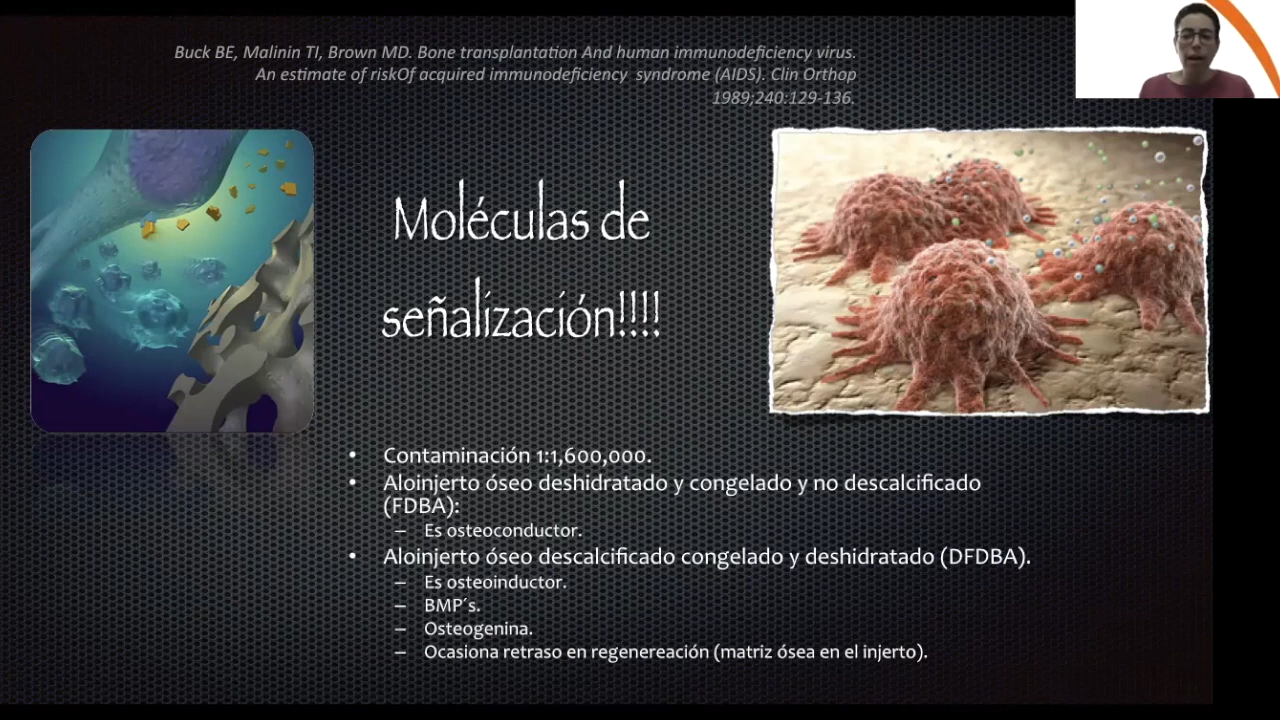 Buck BE, Malinin TI, Brown MD. Bone transplantation And human immunodeficiency virus.
An estimate of riskOf acquired immunodeficiency syndrome (AIDS). Clin Orthop
1989;240:129-136.
Moléculas de
señalización!!!!
• Contaminación 1:1,600,000.
• Aloinjerto óseo deshidratado y congelado y no descalcificado
(FDBA):
– Es osteoconductor.
• Aloinjerto óseo descalcificado congelado y deshidratado (DFDBA).
– Es osteoinductor.
– BMP´s.
– Osteogenina.
– Ocasiona retraso en regenereación (matriz ósea en el injerto).